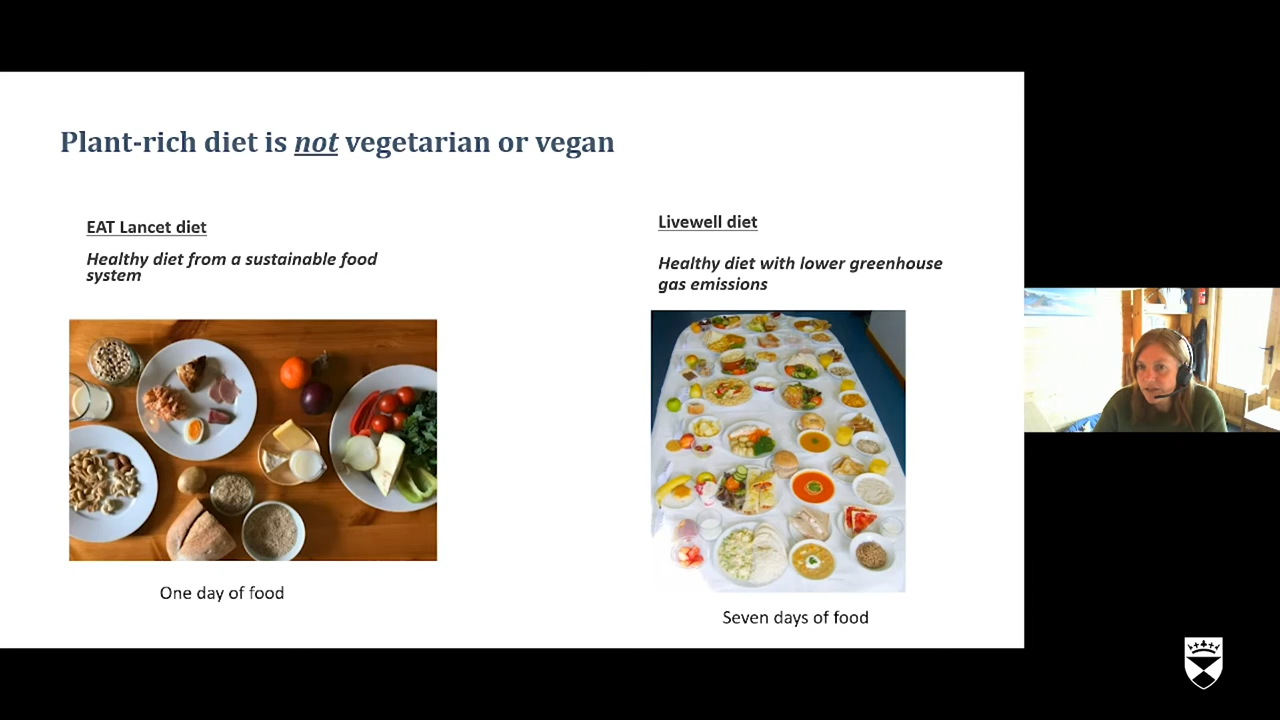 Plant-rich diet is not vegetarian or vegan
EAT Lancet diet
Healthy diet from a sustainable food
system
One day of food
Livewell diet
Healthy diet with lower greenhouse
gas emissions
Seven days of food